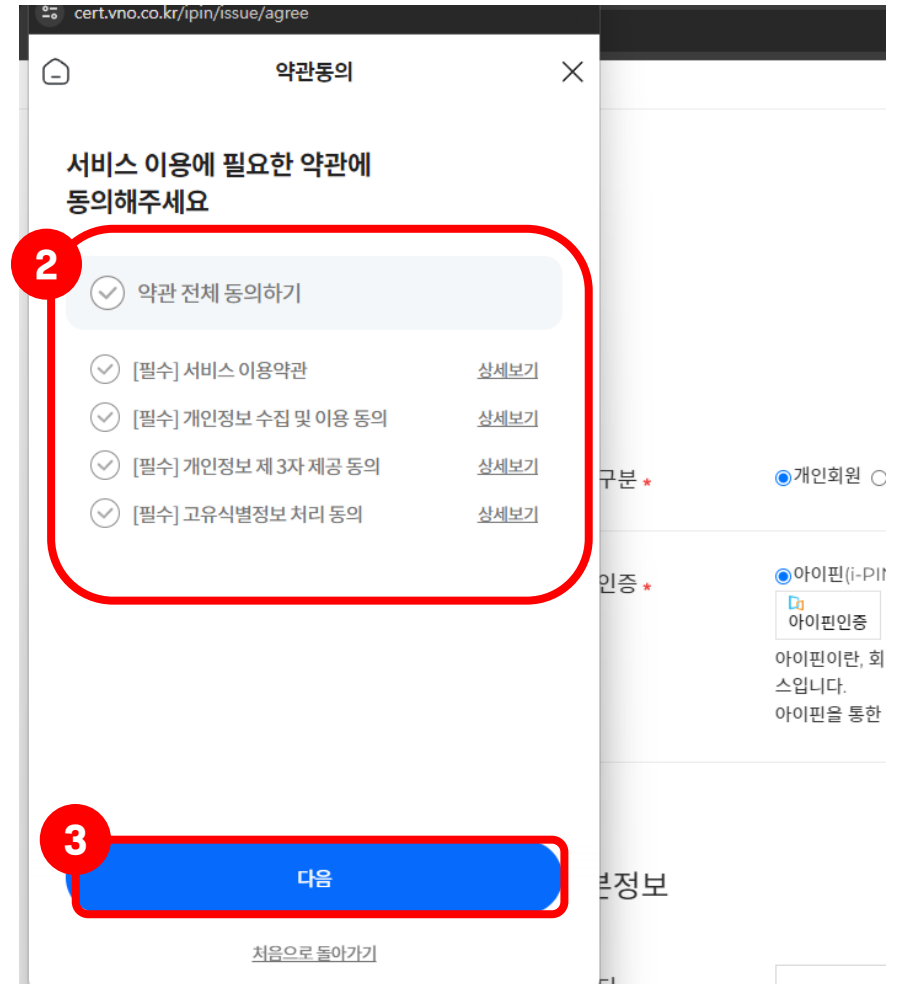 cert.vno.co.kr/ipin/issue/agree
약관동의
서비스 이용에 필요한 약관에
동의해주세요
2
약관 전체 동의하기
[필수] 서비스 이용약관 상세보기
[필수] 개인정보 수집 및 이용 동의 상세보기
[필수] 개인정보 제 3자 제공 동의 상세보기
[필수] 고유식별정보 처리 동의 상세보기
3
다음
처음으로 돌아가기
구분 *
개인회원
인증 *
아이핀(i-PIN
아이핀인증
아이핀이란, 회
스입니다.
아이핀을 통한
정보